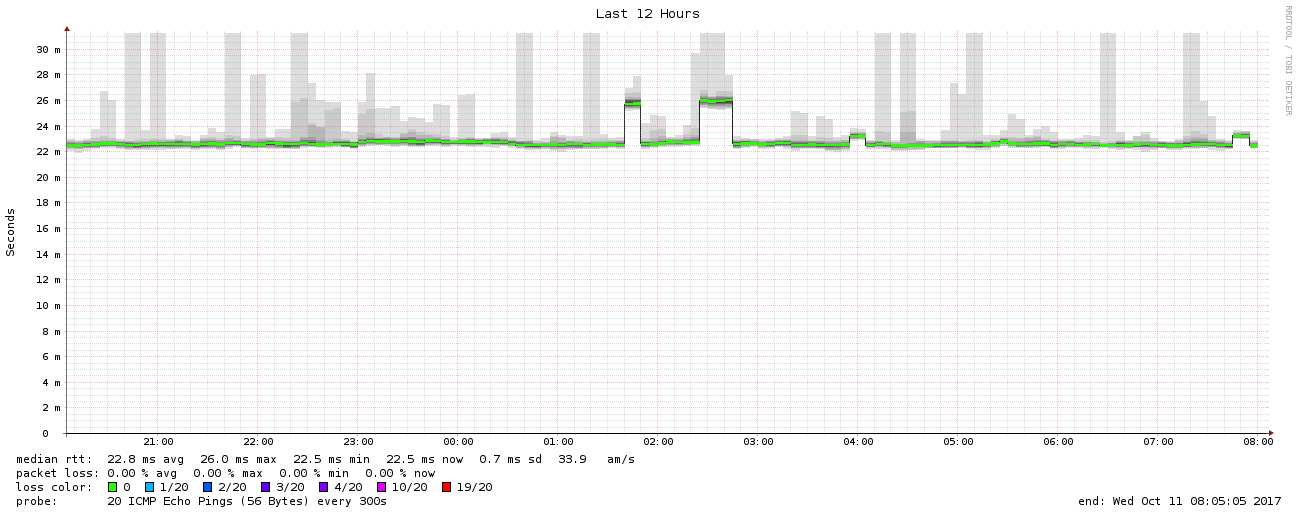 Last 12 Hours
RRDTOOL / TOBI OETIKER
Seconds
30 m
28 m
26 m
24 m
22 m
20 m
18 m
16 m
14 m
12 m
10 m
8 m
6 m
4 m
2 m
0
21:00 22:00 23:00 00:00 01:00 02:00 03:00 04:00 05:00 06:00 07:00 08:00
median rtt: 22.8 ms avg 26.0 ms max 22.5 ms min 22.5 ms now 0.7 ms sd 33.9 am/s
packet loss: 0.00 % avg 0.00 % max 0.00 % min 0.00 % now
loss color: 0 1/20 2/20 3/20 4/20 10/20 19/20
probe: 20 ICMP Echo Pings (56 Bytes) every 300s end: Wed Oct 11 08:05:05 2017